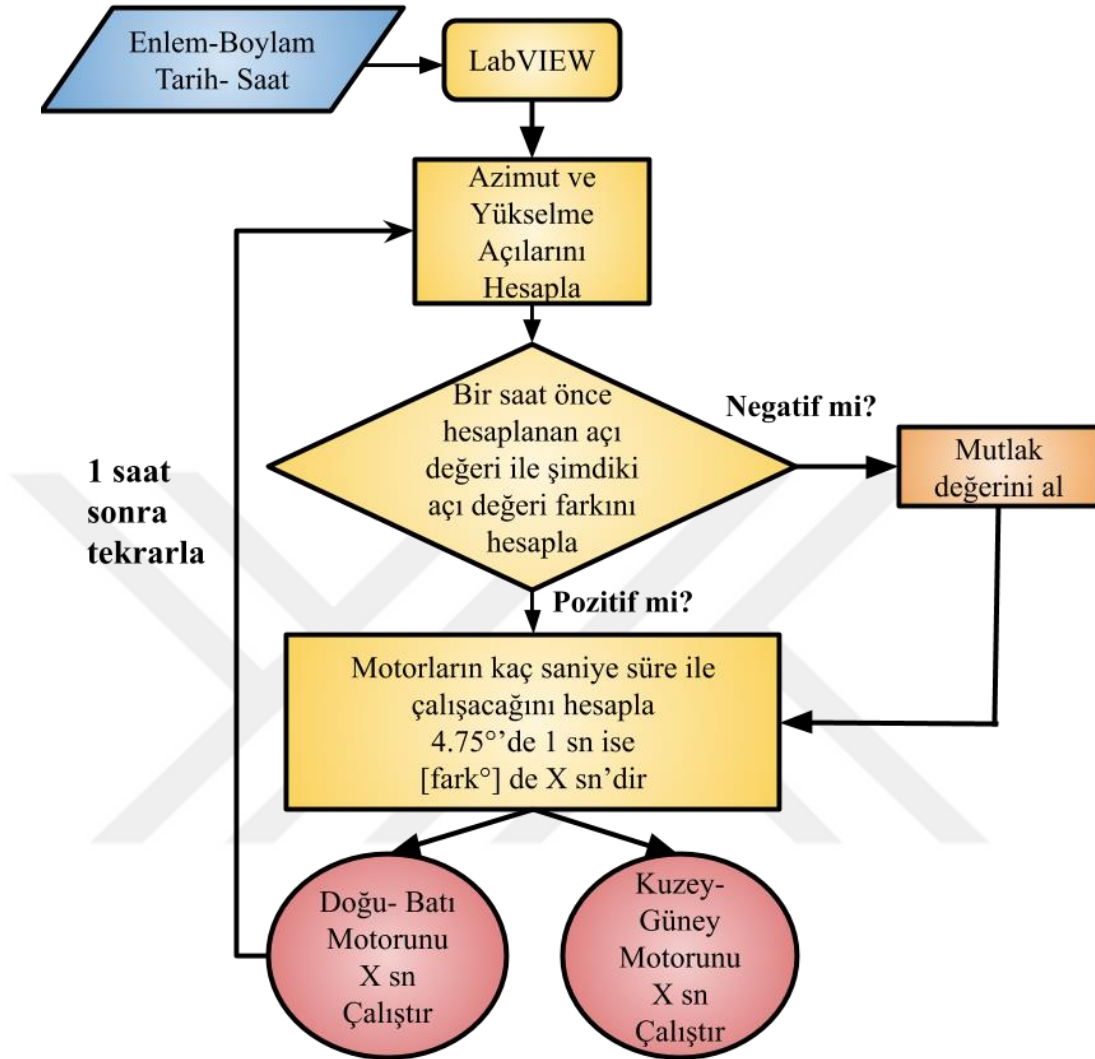 Enlem-Boylam
Tarih- Saat
LabVIEW
Azimut ve
Yükselme
Açılarını
Hesapla
Bir saat önce
hesaplanan açı
değeri ile şimdiki
açı değeri farkını
hesapla
Negatif mi?
Mutlak
değerini al
1 saat
sonra
tekrarla
Pozitif mi?
Motorların kaç saniye süre ile
çalışacağını hesapla
4.75°’de 1 sn ise
[fark°] de X sn’dir
Doğu- Batı
Motorunu
X sn
Çalıştır
Kuzey-
Güney
Motorunu
X sn
Çalıştır